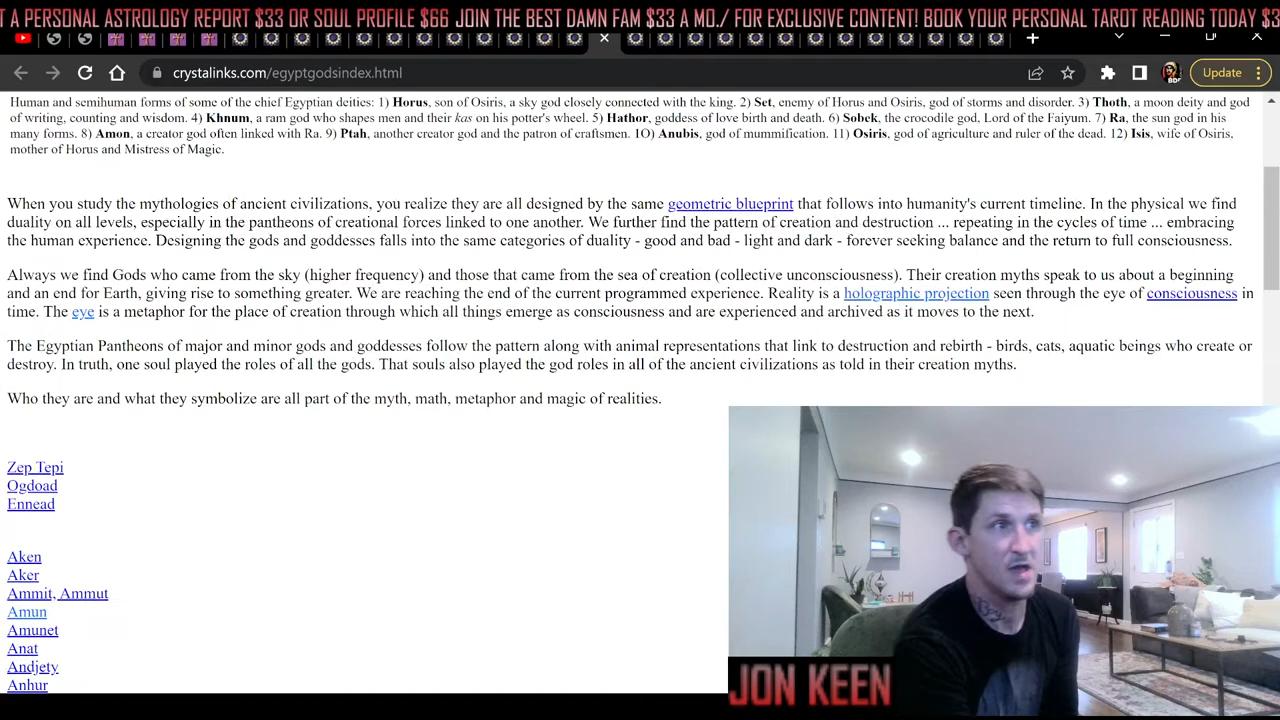 T A PERSONAL ASTROLOGY REPORT $33 OR SOUL PROFILE $66 JOIN THE BEST DAMN FAM $33 A MO./ FOR EXCLUSIVE CONTENT! BOOK YOUR PERSONAL TAROT READING TODAY $3
crystalinks.com/egyptgodsindex.html
Update
Human and semihuman forms of some of the chief Egyptian deities: 1) Horus, son of Osiris, a sky god closely connected with the king. 2) Set, enemy of Horus and Osiris, god of storms and disorder. 3) Thoth, a moon deity and god
of writing, counting and wisdom. 4) Khnum, a ram god who shapes men and their kas on his potter's wheel. 5) Hathor, goddess of love birth and death. 6) Sobek, the crocodile god, Lord of the Faiyum. 7) Ra, the sun god in his
many forms. 8) Amon, a creator god often linked with Ra. 9) Ptah, another creator god and the patron of craftsmen. 1O) Anubis, god of mummification. 11) Osiris, god of agriculture and ruler of the dead. 12) Isis, wife of Osiris,
mother of Horus and Mistress of Magic.
When you study the mythologies of ancient civilizations, you realize they are all designed by the same geometric blueprint that follows into humanity's current timeline. In the physical we find
duality on all levels, especially in the pantheons of creational forces linked to one another. We further find the pattern of creation and destruction ... repeating in the cycles of time ... embracing
the human experience. Designing the gods and goddesses falls into the same categories of duality - good and bad - light and dark - forever seeking balance and the return to full consciousness.
Always we find Gods who came from the sky (higher frequency) and those that came from the sea of creation (collective unconsciousness). Their creation myths speak to us about a beginning
and an end for Earth, giving rise to something greater. We are reaching the end of the current programmed experience. Reality is a holographic projection seen through the eye of consciousness in
time. The eye is a metaphor for the place of creation through which all things emerge as consciousness and are experienced and archived as it moves to the next.
The Egyptian Pantheons of major and minor gods and goddesses follow the pattern along with animal representations that link to destruction and rebirth - birds, cats, aquatic beings who create or
destroy. In truth, one soul played the roles of all the gods. That souls also played the god roles in all of the ancient civilizations as told in their creation myths.
Who they are and what they symbolize are all part of the myth, math, metaphor and magic of realities.
Zep Tepi
Ogdoad
Ennead
Aken
Aker
Ammit, Ammut
Amun
Amunet
Anat
Andjety
Anhur
JON KEEN